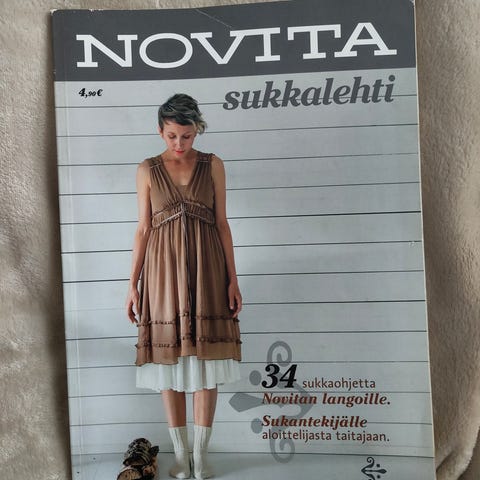 NOVITA
sukkalehti
4,90€
34 sukkaohjetta
Novitan langoille.
Sukantekijälle
aloittelijasta taitajaan.